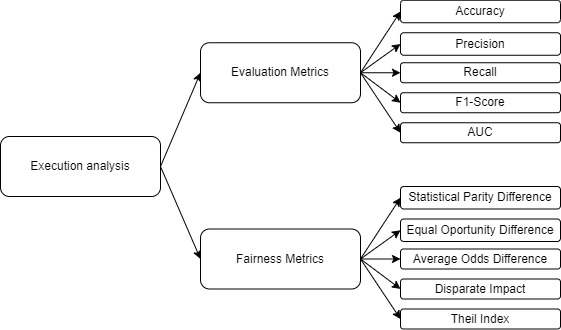 Execution analysis
Evaluation Metrics
Accuracy
Precision
Recall
F1-Score
AUC
Fairness Metrics
Statistical Parity Difference
Equal Oportunity Difference
Average Odds Difference
Disparate Impact
Theil Index